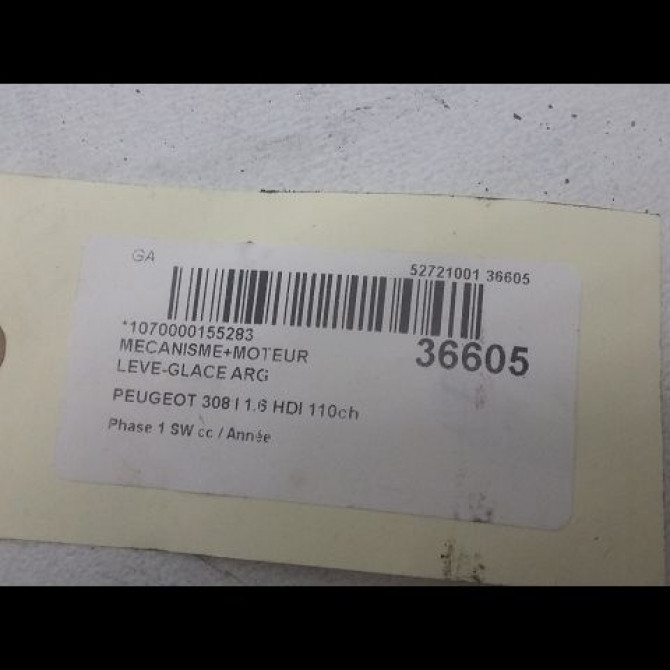 GA
52721001 36605
*1070000155283
36605
MECANISME+MOTEUR
LEVE-GLACE ARG
PEUGEOT 308 I 1.6 HDI 110ch
Phase 1 SW cc / Année